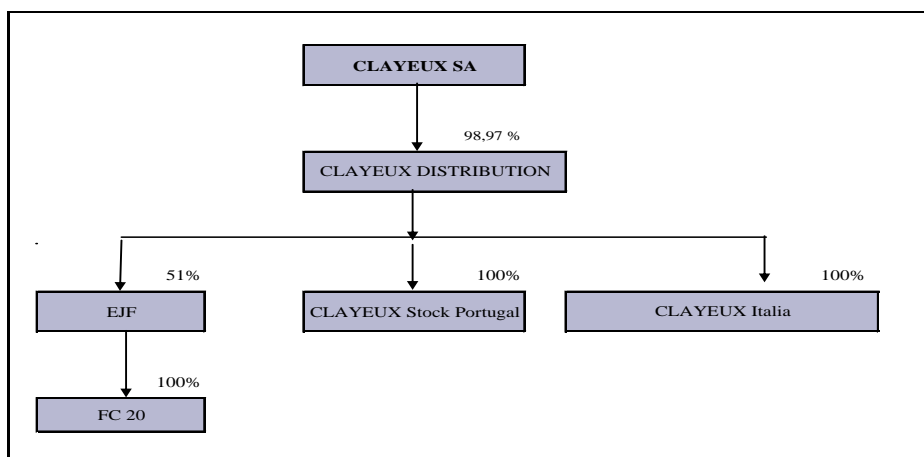 CLAYEUX SA
98,97 %
CLAYEUX DISTRIBUTION
51%
100%
100%
EJF
CLAYEUX Stock Portugal
CLAYEUX Italia
100%
FC 20